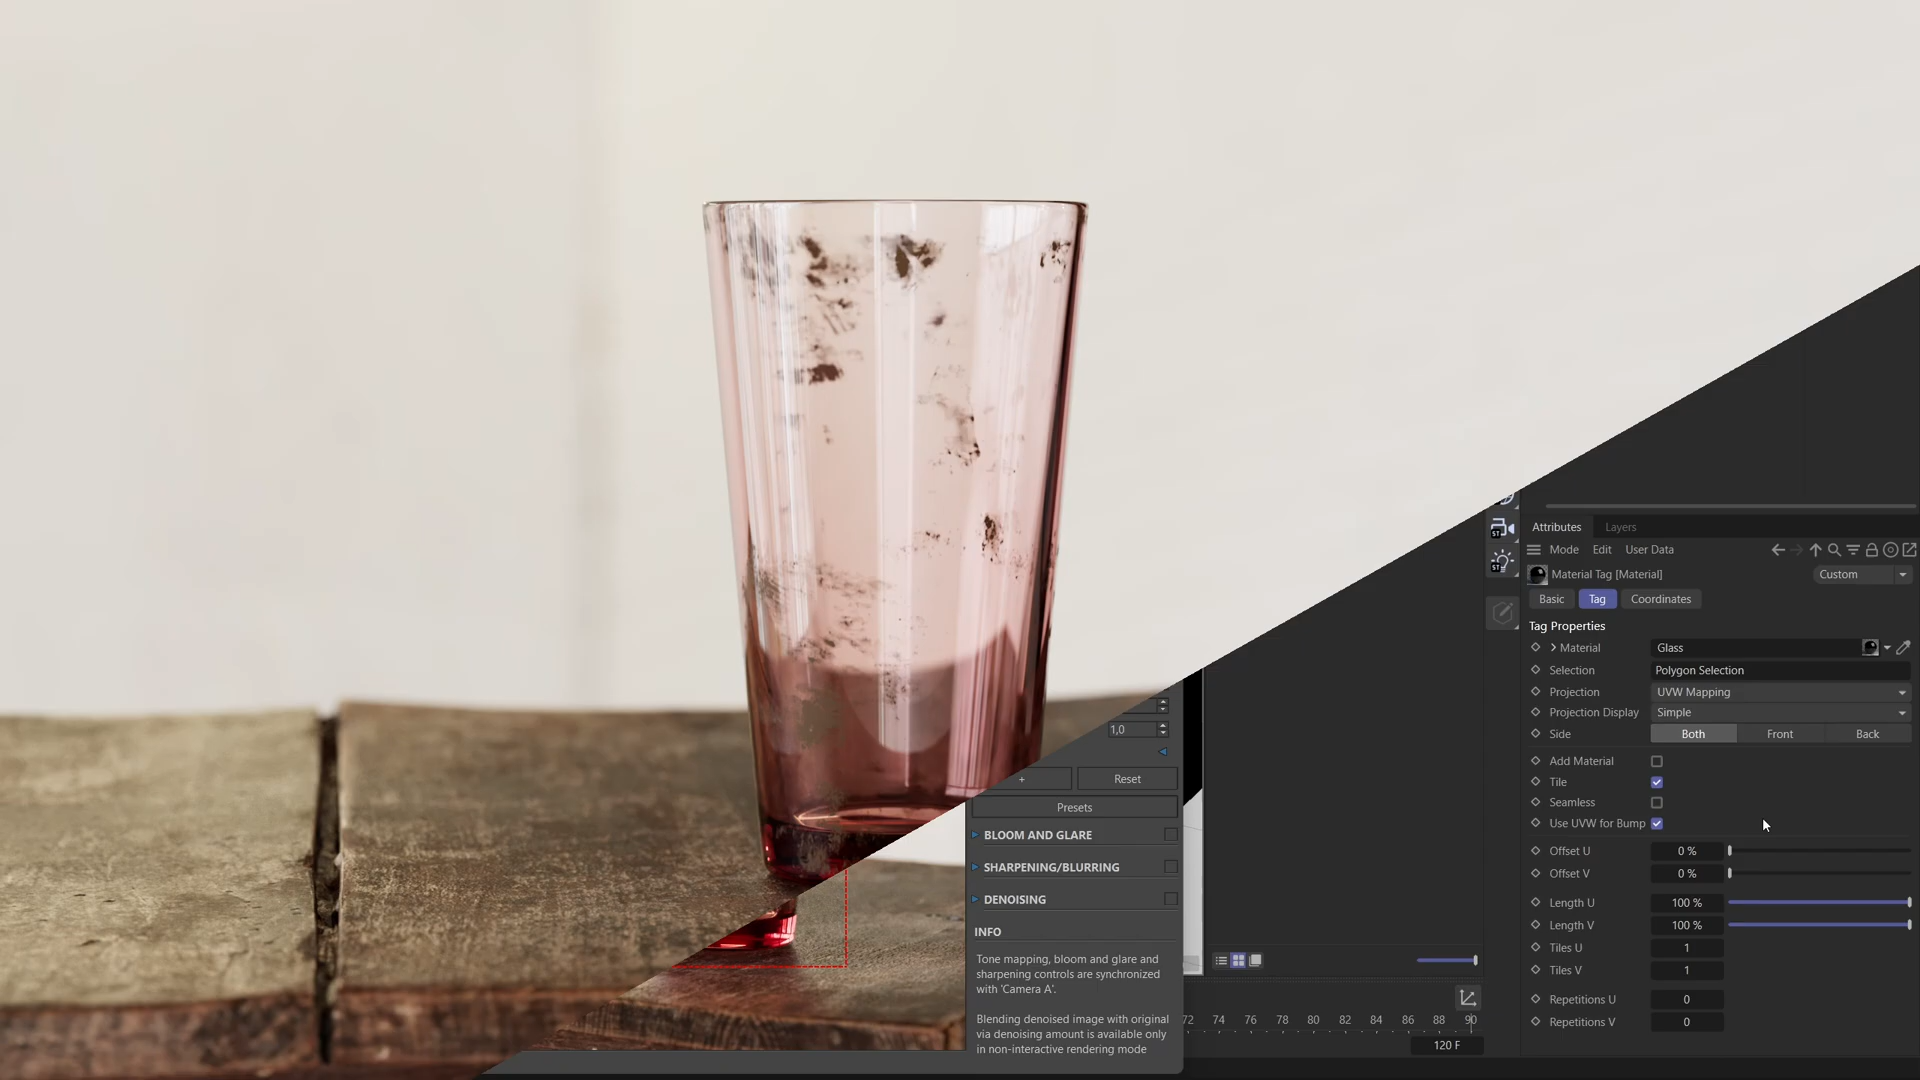 Attributes Layers
Mode Edit User Data
Material Tag [Material] Custom
Basic Tag Coordinates
Tag Properties
Material Glass
Selection Polygon Selection
Projection UVW Mapping
Projection Display Simple
Side Both Front Back
Add Material
Tile
Seamless
Use UVW for Bump
Offset U 0 %
Offset V 0 %
Length U 100 %
Length V 100 %
Tiles U 1
Tiles V 1
Repetitions U 0
Repetitions V 0
1,0
+ Reset
Presets
BLOOM AND GLARE
SHARPENING/BLURRING
DENOISING
INFO
Tone mapping, bloom and glare and
sharpening controls are synchronized
with 'Camera A'.
Blending denoised image with original
via denoising amount is available only
in non-interactive rendering mode
72 74 76 78 80 82 84 86 88 90
120 F
ST
ST